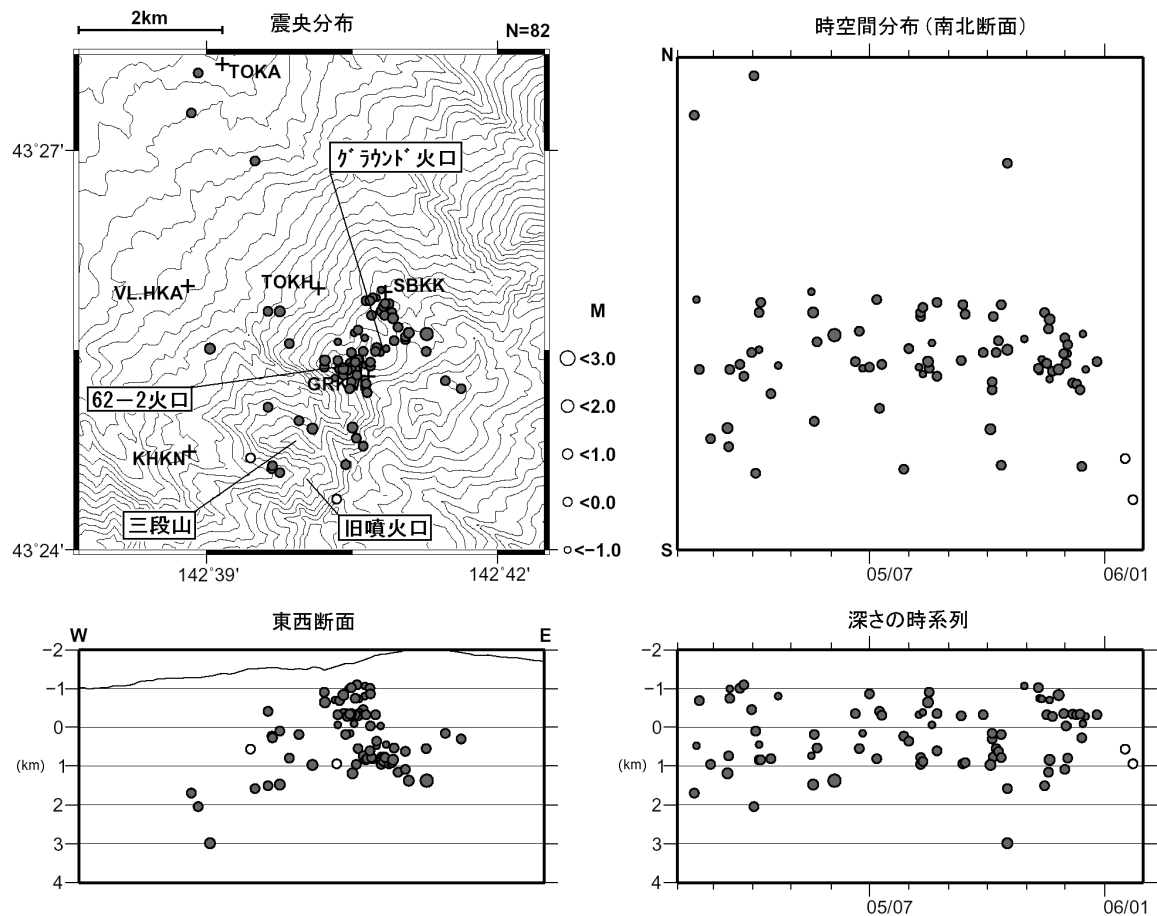 2km
震央分布
N=82
TOKA
43°27'
グラウンド火口
VL.HKA
TOKH
SBKK
62-2火口
KHKN
三段山
旧噴火口
43°24'
142°39'
142°42'
M
<3.0
<2.0
<1.0
<0.0
<-1.0
時空間分布(南北断面)
N
S
05/07
06/01
東西断面
W
E
-2
-1
0
(km)
1
2
3
4
深さの時系列
-2
-1
0
(km)
1
2
3
4
05/07
06/01